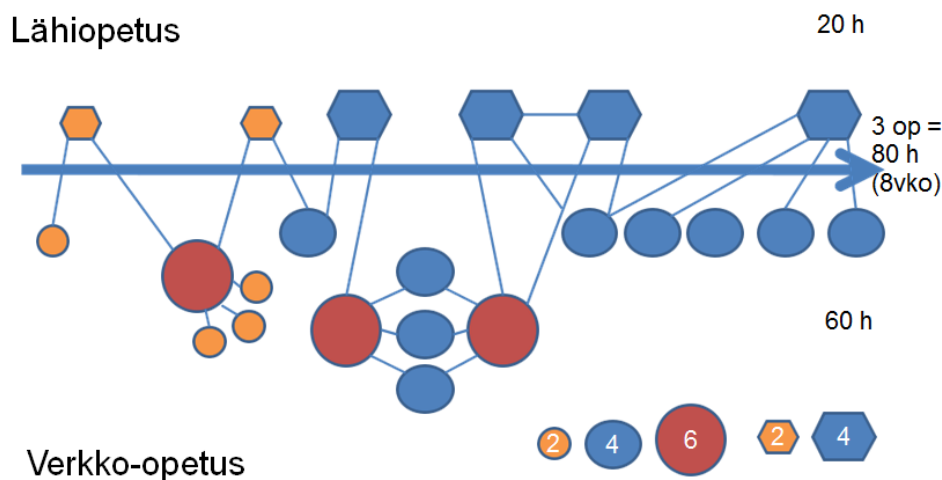 Lähiopetus
20 h
3 op =
80 h
(8vko)
60 h
2 4 6 2 4
Verkko-opetus